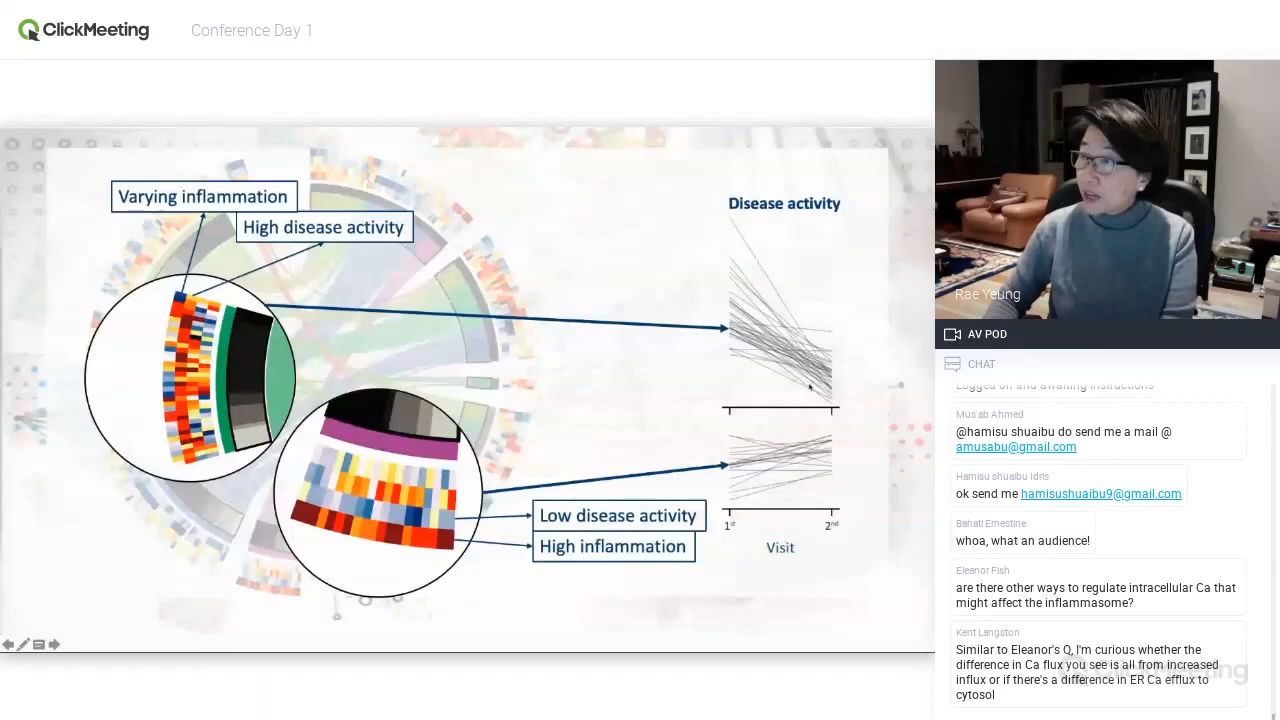 ClickMeeting
Conference Day 1
Varying inflammation
High disease activity
Disease activity
Low disease activity
High inflammation
1st
2nd
Visit
Rae Yeung
AV POD
CHAT
Logged on and awaiting instructions
Mus'ab Ahmed
@hamisu shuaibu do send me a mail @
amusabu@gmail.com
Hamisu shuaibu Idris
ok send me hamisushuaibu9@gmail.com
Bahati Ernestine
whoa, what an audience!
Eleanor Fish
are there other ways to regulate intracellular Ca that
might affect the inflammasome?
Kent Langston
Similar to Eleanor's Q, I'm curious whether the
difference in Ca flux you see is all from increased
influx or if there's a difference in ER Ca efflux to
cytosol
ClickMeeting